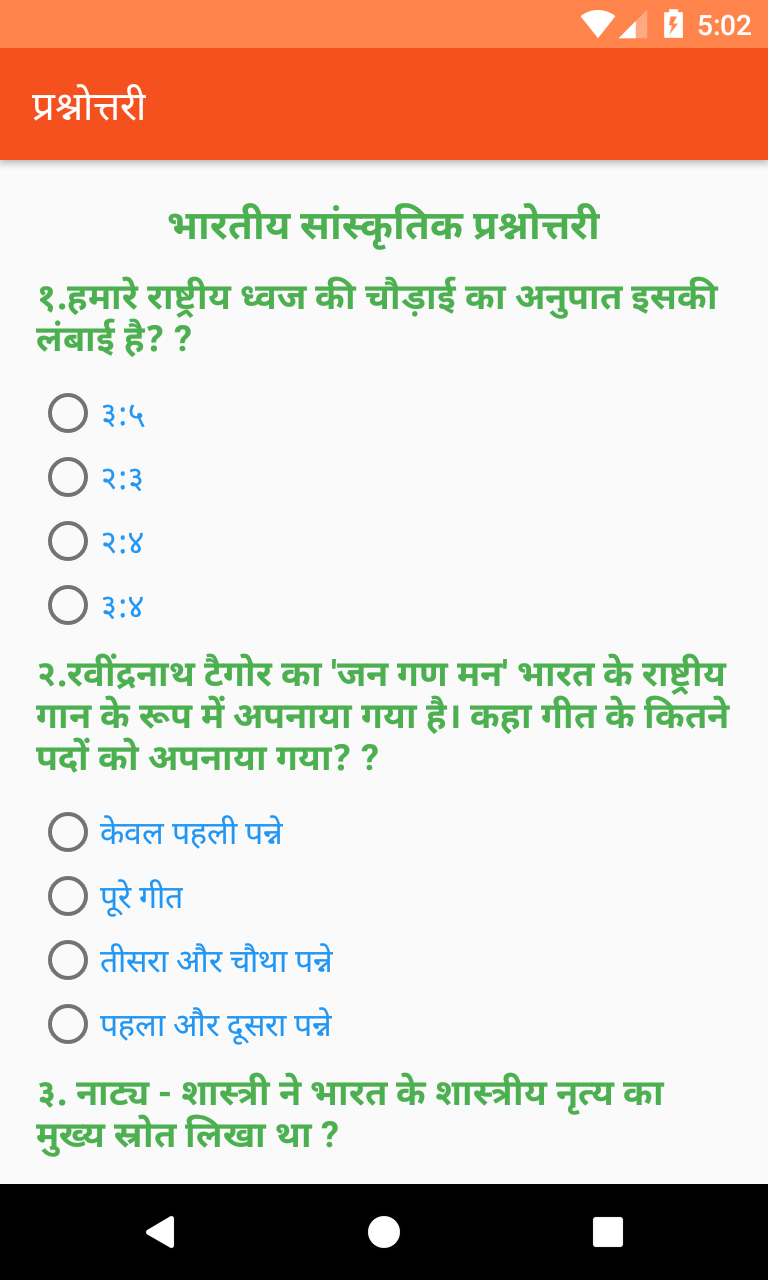 5:02
प्रश्नोत्तरी
भारतीय सांस्कृतिक प्रश्नोत्तरी
१.हमारे राष्ट्रीय ध्वज की चौड़ाई का अनुपात इसकी
लंबाई है? ?
३:५
२:३
२:४
३:४
२.रवींद्रनाथ टैगोर का 'जन गण मन' भारत के राष्ट्रीय
गान के रूप में अपनाया गया है। कहा गीत के कितने
पदों को अपनाया गया? ?
केवल पहली पन्ने
पूरे गीत
तीसरा और चौथा पन्ने
पहला और दूसरा पन्ने
३. नाट्य - शास्त्री ने भारत के शास्त्रीय नृत्य का
मुख्य स्रोत लिखा था ?